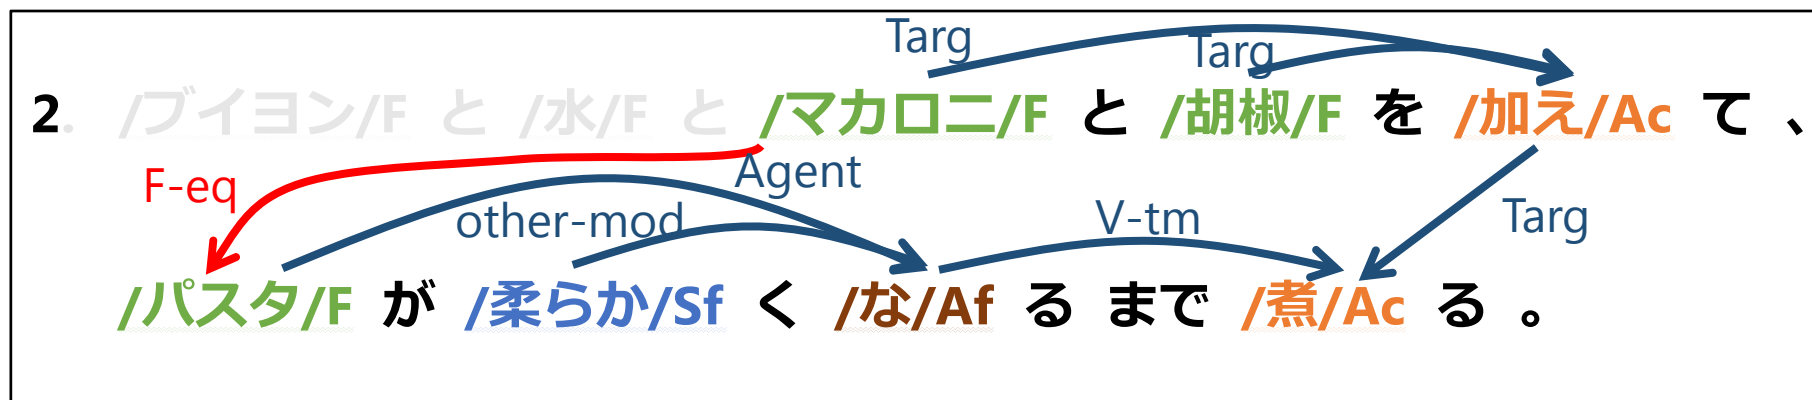 Targ Targ
2. /ブイヨン/F と /水/F と /マカロニ/F と /胡椒/F を /加え/Ac て 、
F-eq Agent
other-mod V-tm Targ
/パスタ/F が /柔らか/Sf く /な/Af る まで /煮/Ac る 。